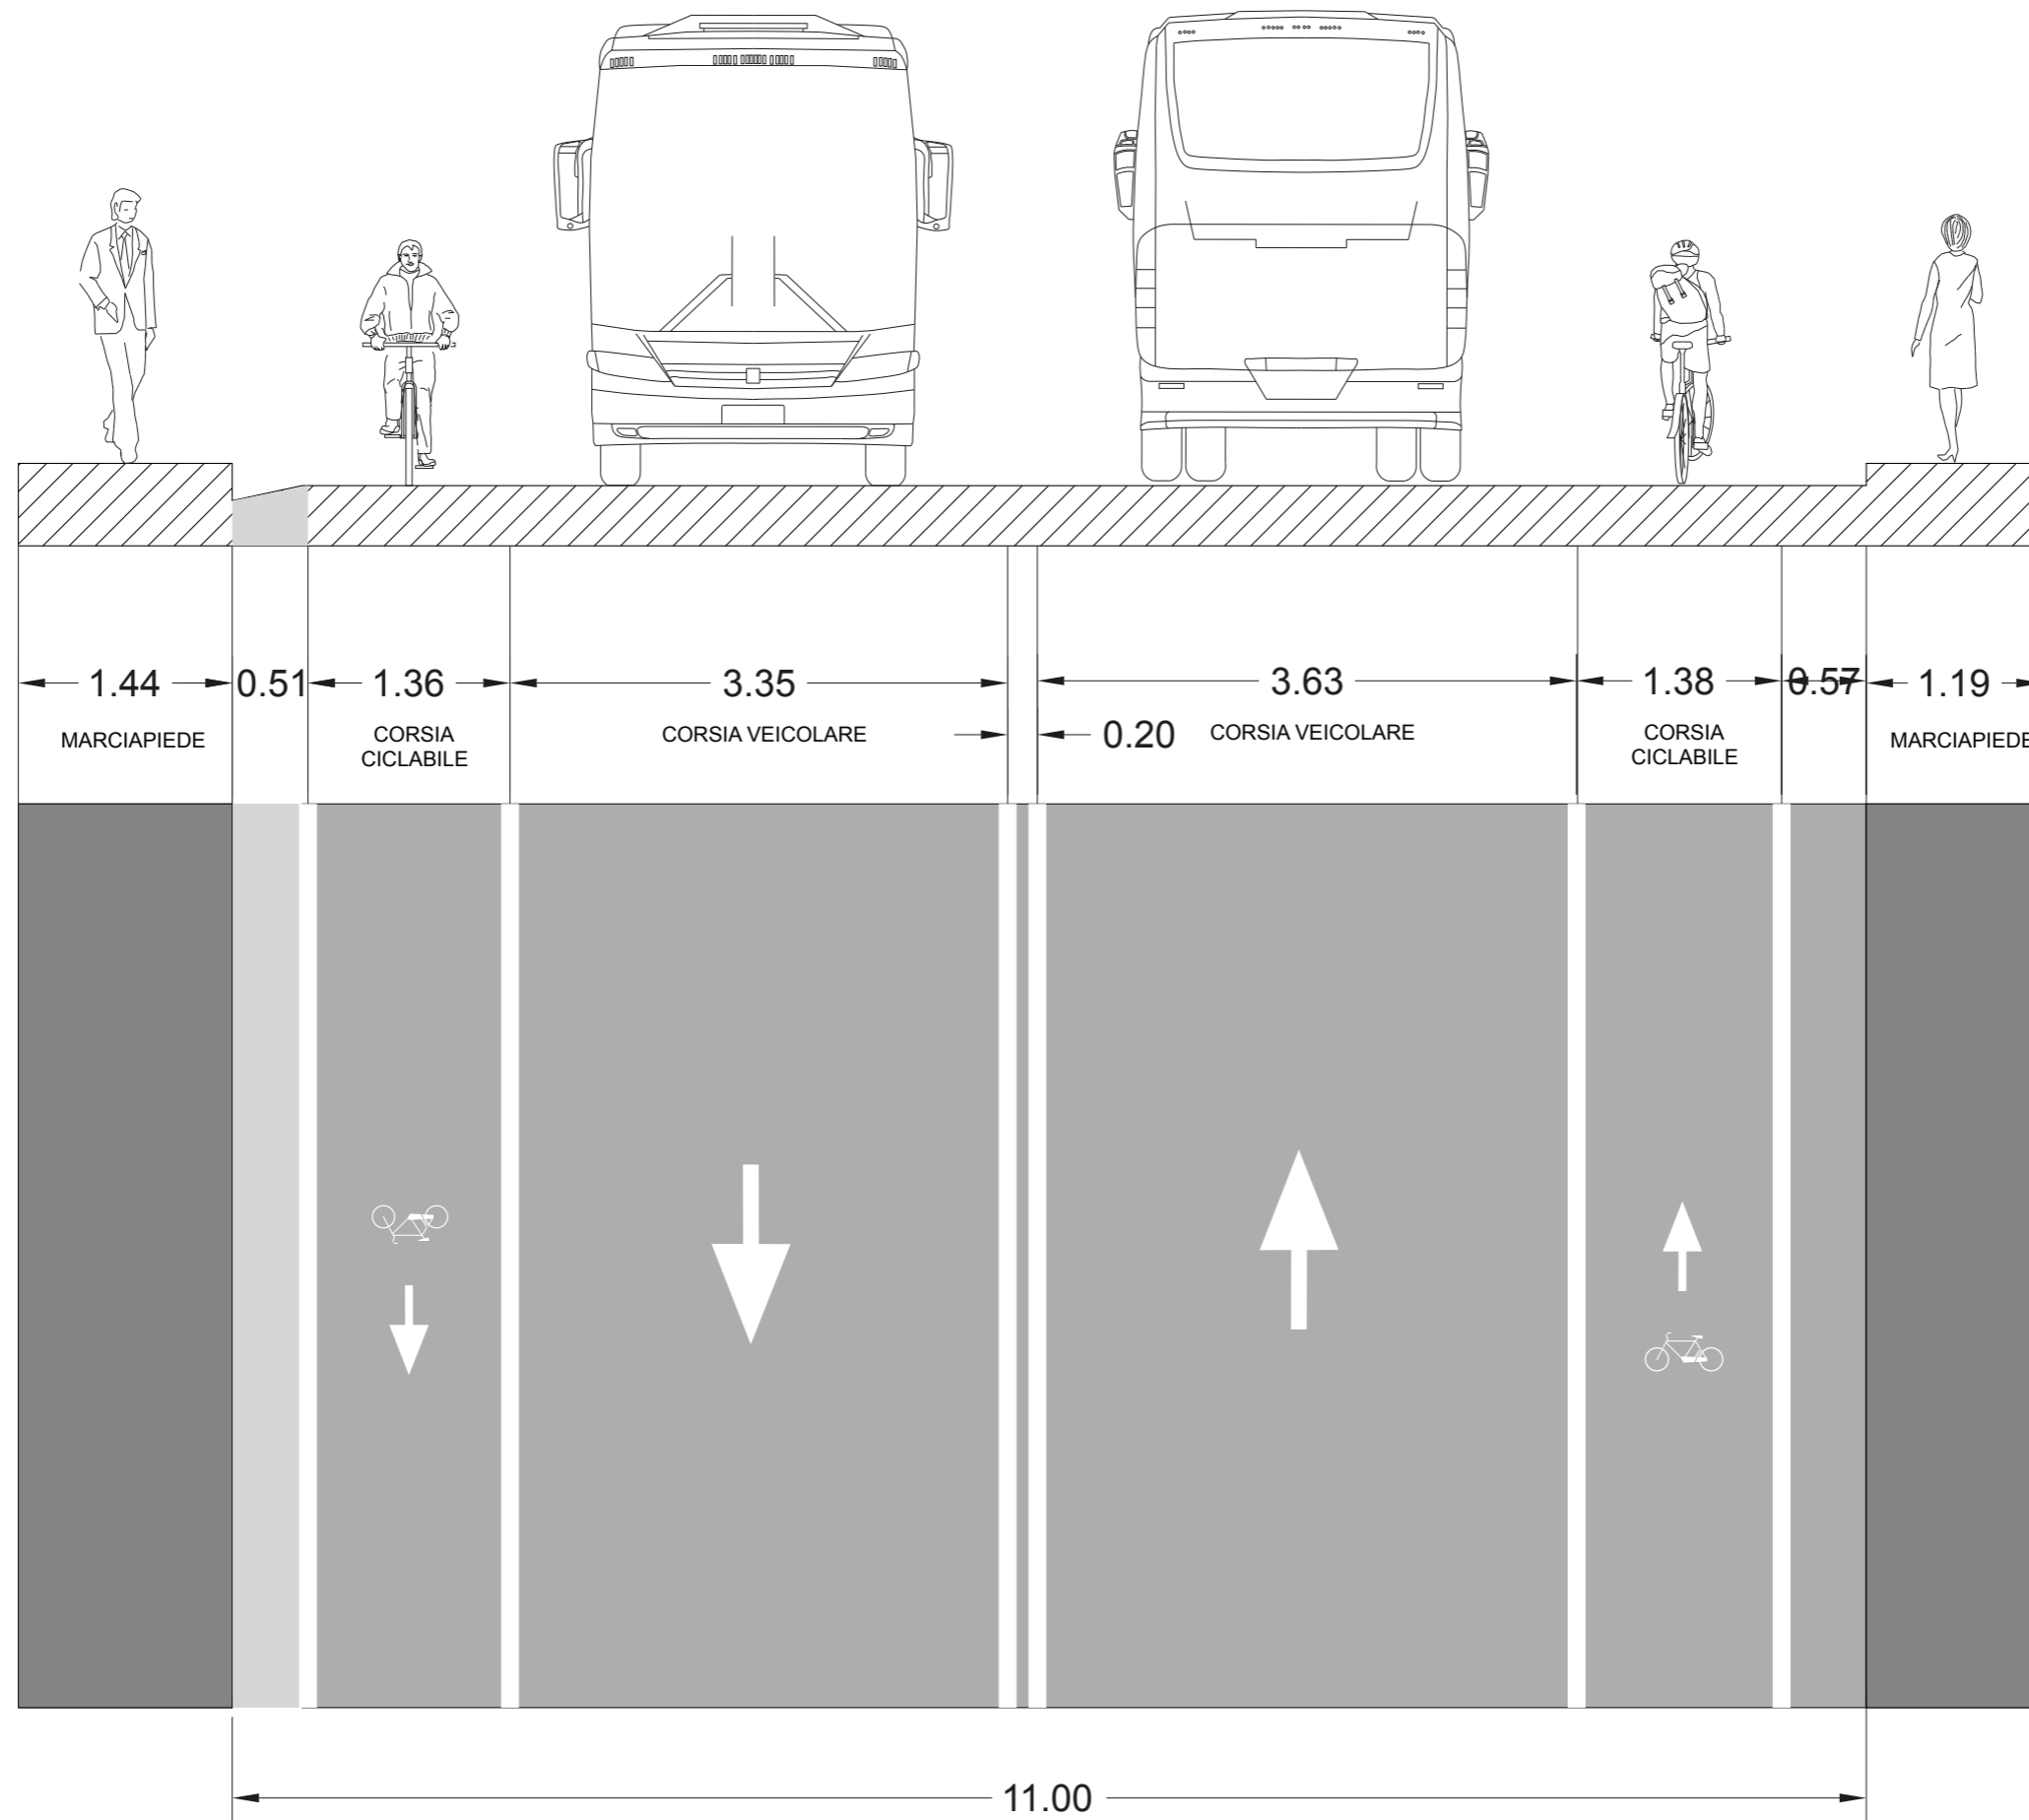 1.44 0.51 1.36 3.35 3.63 1.38 0.57 1.19
MARCIAPIEDE CORSIA CORSIA VEICOLARE 0.20 CORSIA VEICOLARE CORSIA MARCIAPIEDE
CICLABILE CICLABILE
11.00